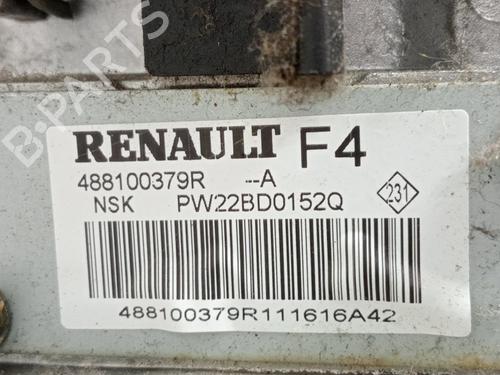 B-PARTS
RENAULT F4
488100379R --A
NSK PW22BD0152Q
231
488100379R111616A42